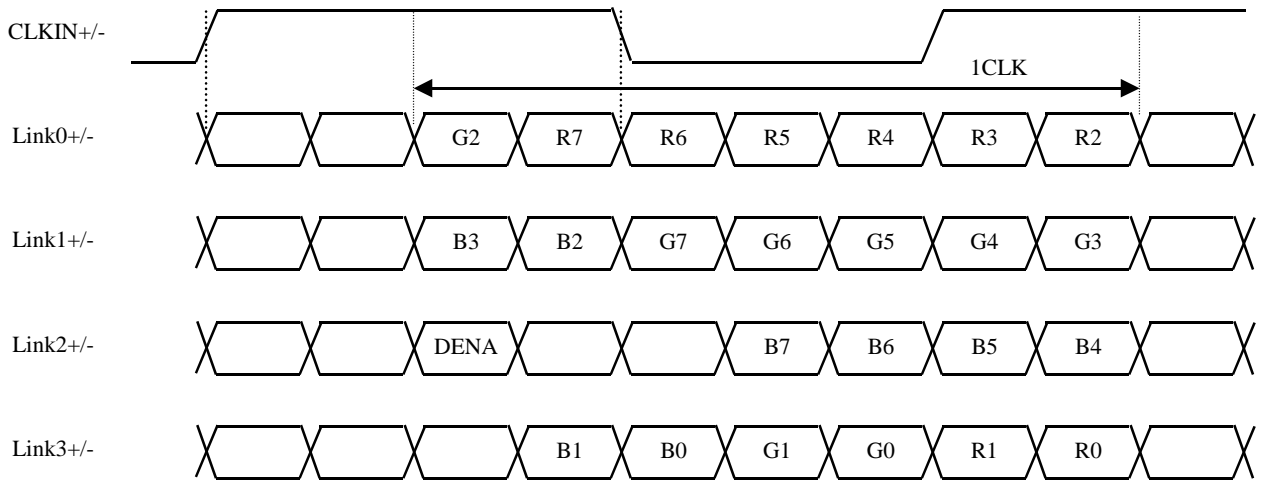 CLKIN+/-
1CLK
Link0+/- G2 R7 R6 R5 R4 R3 R2
Link1+/- B3 B2 G7 G6 G5 G4 G3
Link2+/- DENA B7 B6 B5 B4
Link3+/- B1 B0 G1 G0 R1 R0